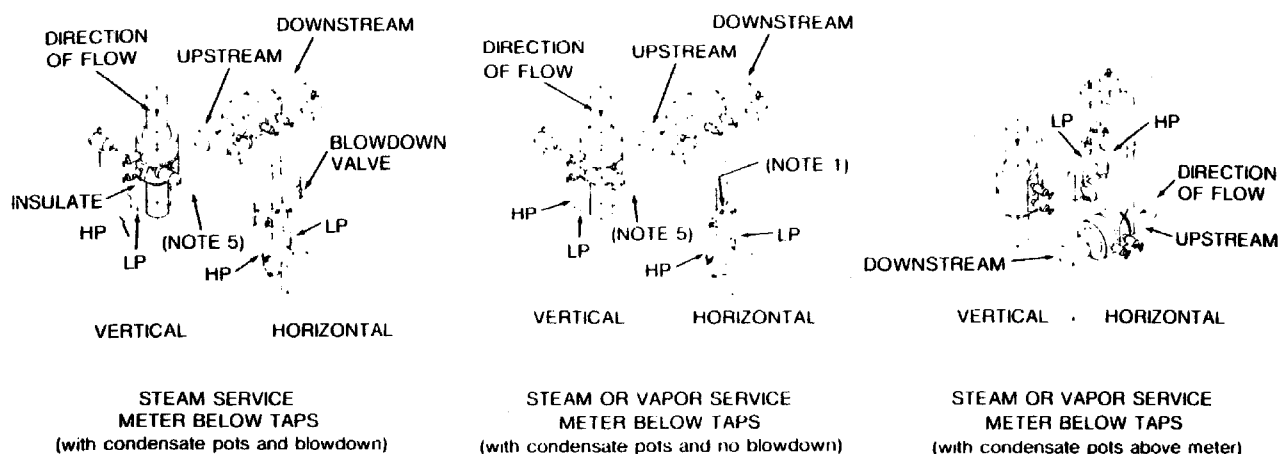 DIRECTION
OF FLOW
UPSTREAM
DOWNSTREAM
BLOWDOWN
VALVE
INSULATE
HP
LP
(NOTE 5)
HP
LP
VERTICAL
HORIZONTAL
STEAM SERVICE
METER BELOW TAPS
(with condensate pots and blowdown)
DIRECTION
OF FLOW
UPSTREAM
DOWNSTREAM
(NOTE 1)
HP
LP
(NOTE 5)
HP
LP
VERTICAL
HORIZONTAL
STEAM OR VAPOR SERVICE
METER BELOW TAPS
(with condensate pots and no blowdown)
LP
HP
DIRECTION
OF FLOW
UPSTREAM
DOWNSTREAM
VERTICAL
HORIZONTAL
STEAM OR VAPOR SERVICE
METER BELOW TAPS
(with condensate pots above meter)